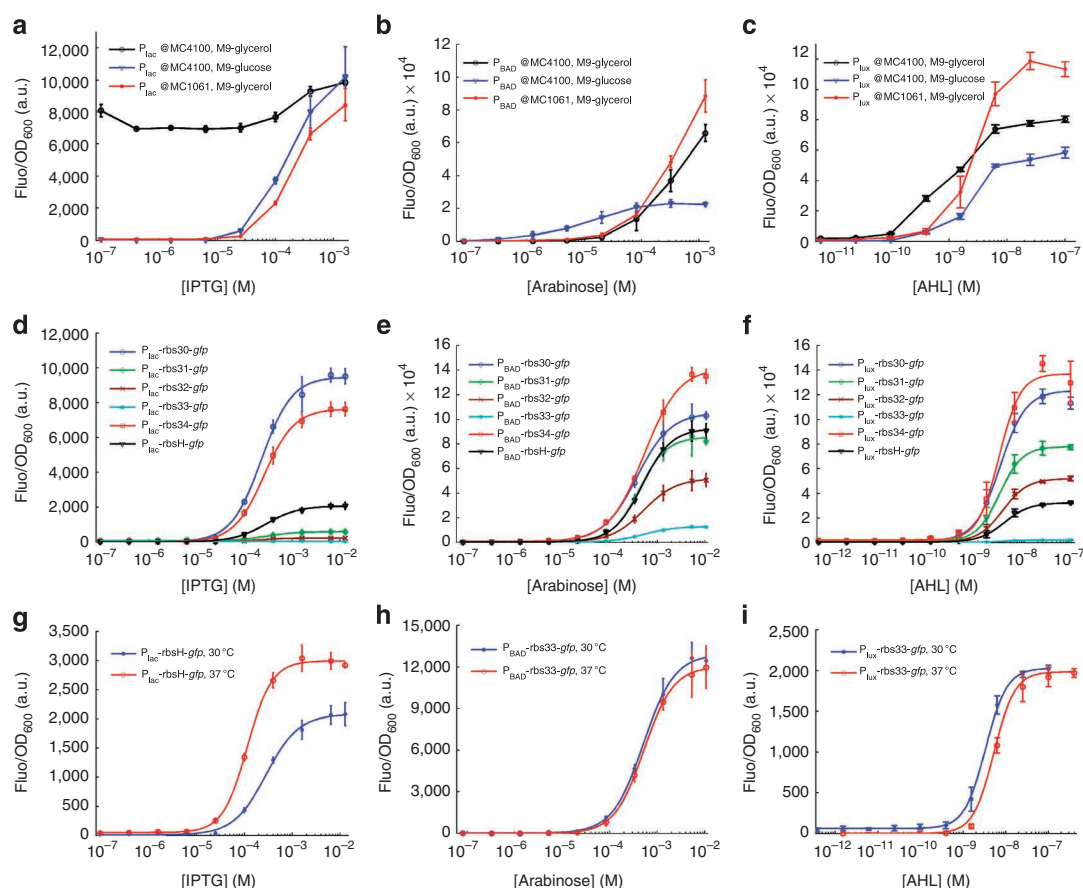 a
12,000
10,000
8,000
6,000
4,000
2,000
0
Fluo/OD600 (a.u.)
Plac @MC4100, M9-glycerol
Plac @MC4100, M9-glucose
Plac @MC1061, M9-glycerol
10−7 10−6 10−5 10−4 10−3
[IPTG] (M)
b
12
10
8
6
4
2
0
Fluo/OD600 (a.u.) × 10^4
PBAD @MC4100, M9-glycerol
PBAD @MC4100, M9-glucose
PBAD @MC1061, M9-glycerol
10−7 10−6 10−5 10−4 10−3
[Arabinose] (M)
c
14
12
10
8
6
4
2
0
Fluo/OD600 (a.u.) × 10^4
Plux @MC4100, M9-glycerol
Plux @MC4100, M9-glucose
Plux @MC1061, M9-glycerol
10−11 10−10 10−9 10−8 10−7
[AHL] (M)
d
12,000
10,000
8,000
6,000
4,000
2,000
0
Fluo/OD (a.u.)
Plac-rbs30-gfp
Plac-rbs31-gfp
Plac-rbs32-gfp
Plac-rbs33-gfp
Plac-rbs34-gfp
Plac-rbsH-gfp
10−7 10−6 10−5 10−4 10−3 10−2
[IPTG] (M)
e
16
14
12
10
8
6
4
2
0
Fluo/OD600 (a.u.) × 10^4
PBAD-rbs30-gfp
PBAD-rbs31-gfp
PBAD-rbs32-gfp
PBAD-rbs33-gfp
PBAD-rbs34-gfp
PBAD-rbsH-gfp
10−7 10−6 10−5 10−4 10−3 10−2
[Arabinose] (M)
f
16
14
12
10
8
6
4
2
0
Fluo/OD600 (a.u.) × 10^4
Plux-rbs30-gfp
Plux-rbs31-gfp
Plux-rbs32-gfp
Plux-rbs33-gfp
Plux-rbs34-gfp
Plux-rbsH-gfp
10−12 10−11 10−10 10−9 10−8 10−7
[AHL] (M)
g
3,500
3,000
2,500
2,000
1,500
1,000
500
0
Fluo/OD600 (a.u.)
Plac-rbsH-gfp, 30 °C
Plac-rbsH-gfp, 37 °C
10−7 10−6 10−5 10−4 10−3 10−2
[IPTG] (M)
h
15,000
12,000
9,000
6,000
3,000
0
Fluo/OD600 (a.u.)
PBAD-rbs33-gfp, 30 °C
PBAD-rbs33-gfp, 37 °C
10−7 10−6 10−5 10−4 10−3 10−2
[Arabinose] (M)
i
2,500
2,000
1,500
1,000
500
0
Fluo/OD600 (a.u.)
Plux-rbs33-gfp, 30 °C
Plux-rbs33-gfp, 37 °C
10−12 10−11 10−10 10−9 10−8 10−7
[AHL] (M)